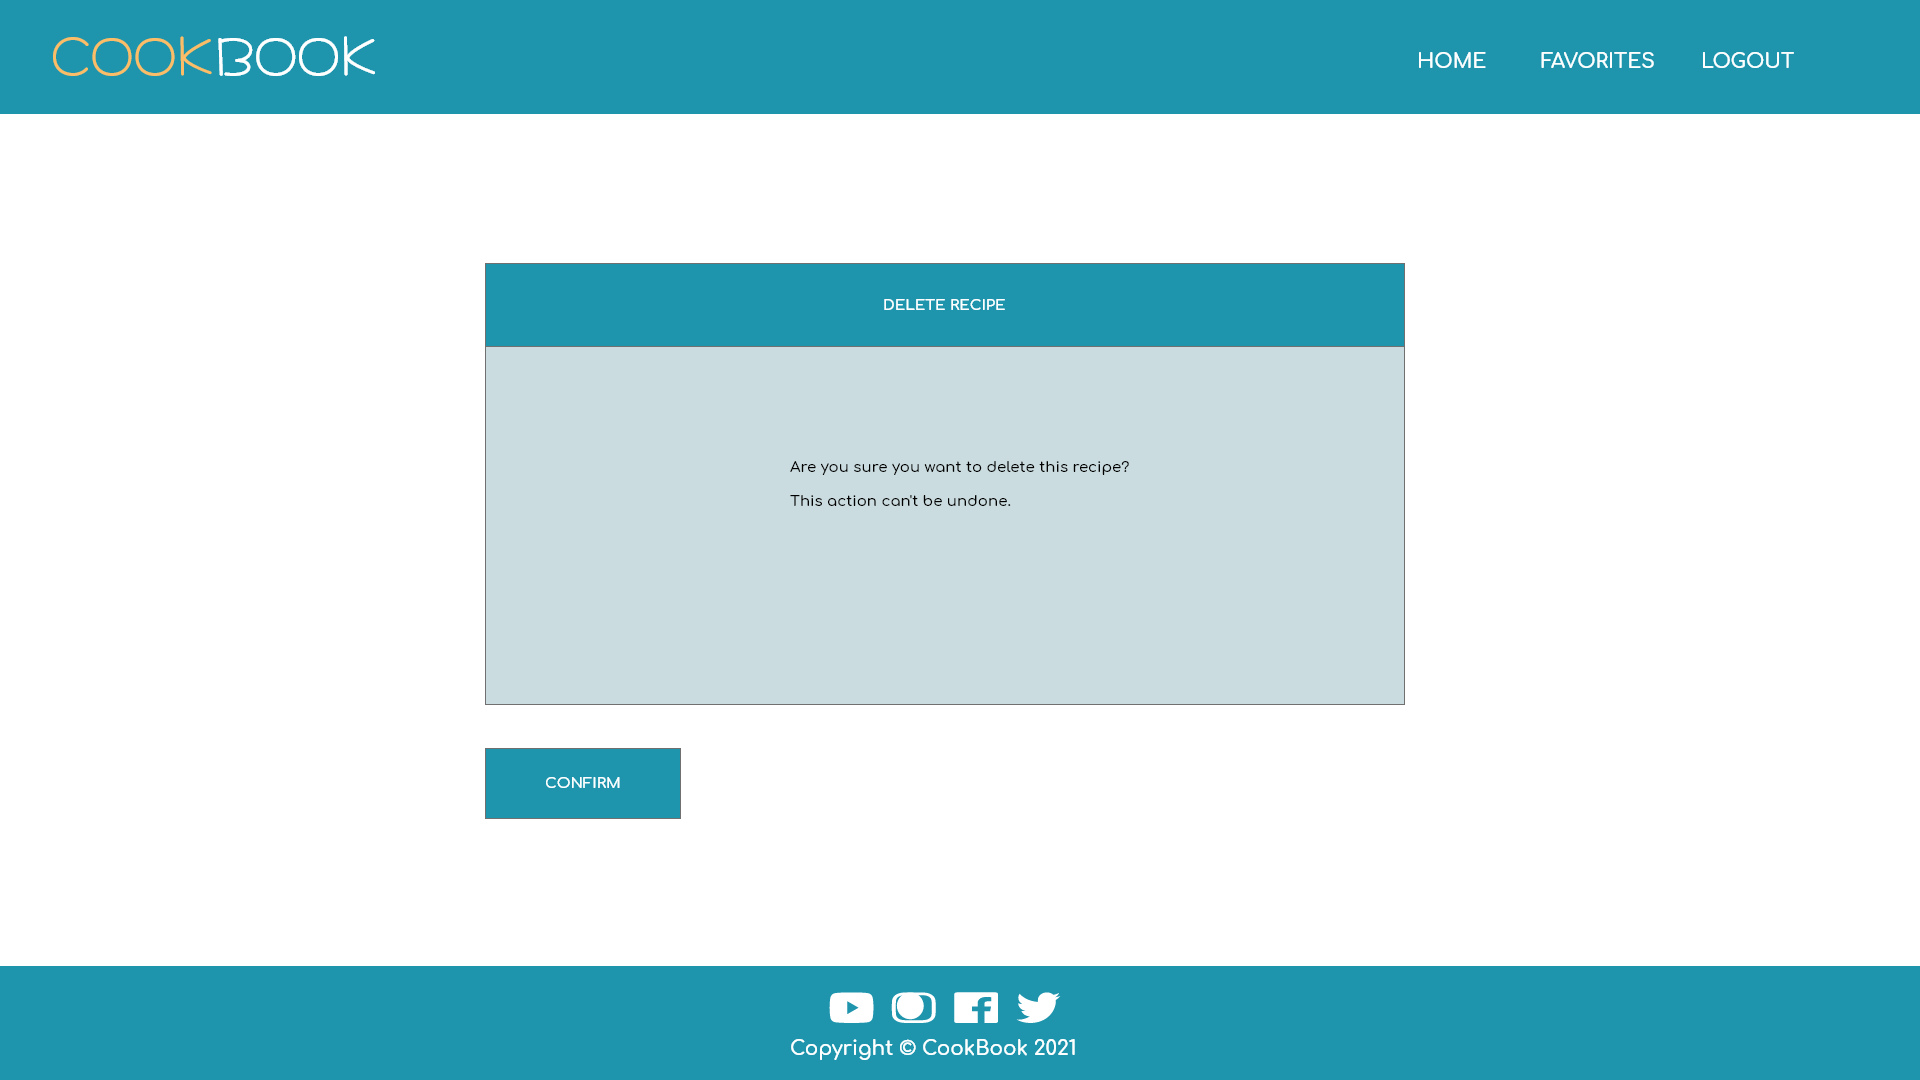 COOKBOOK
HOME FAVORITES LOGOUT
DELETE RECIPE
Are you sure you want to delete this recipe?
This action can't be undone.
CONFIRM
Copyright © CookBook 2021